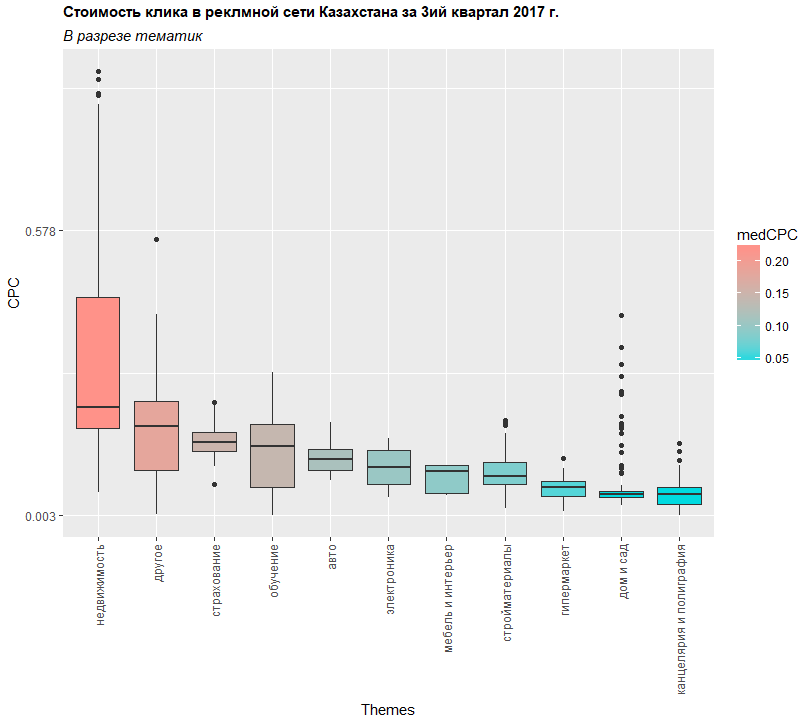 Стоимость клика в реклмной сети Казахстана за 3ий квартал 2017 г.
В разрезе тематик
CPC
0.578
0.003
недвижимость
другое
страхование
обучение
авто
электроника
мебель и интерьер
стройматериалы
гипермаркет
дом и сад
канцелярия и полиграфия
Themes
medCPC
0.20
0.15
0.10
0.05